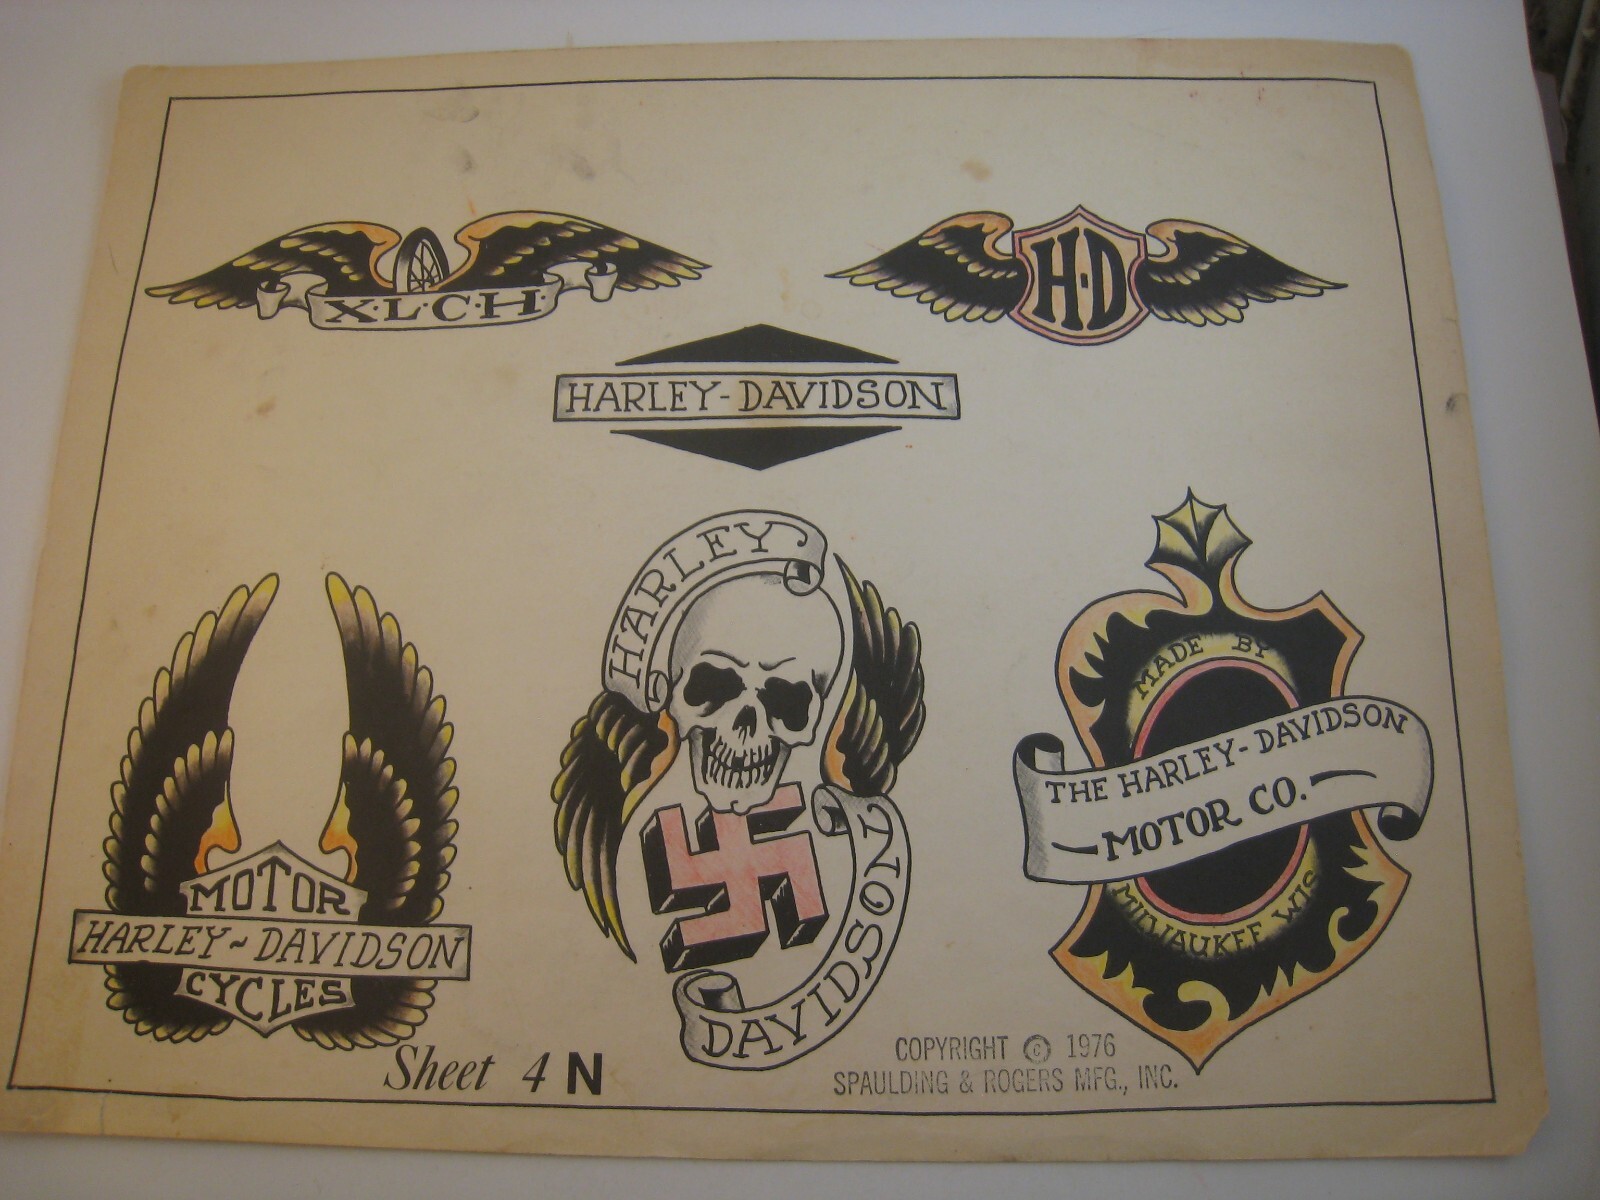 X·L·C·H·
H·D
HARLEY-DAVIDSON
MOTOR
HARLEY~DAVIDSON
CYCLES
HARLEY
DAVIDSON
MADE BY
THE HARLEY-DAVIDSON
—MOTOR CO.—
MILWAUKEE WIS
Sheet 4 N
COPYRIGHT © 1976
SPAULDING & ROGERS MFG., INC.